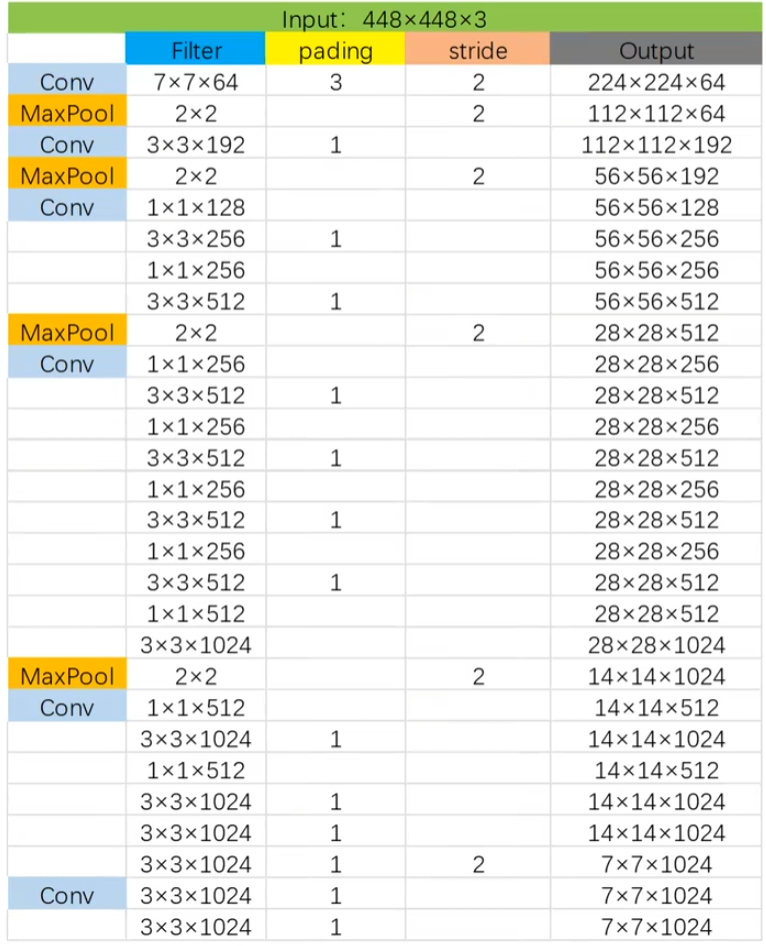 Input：448×448×3
Filter pading stride Output
Conv 7×7×64 3 2 224×224×64
MaxPool 2×2 2 112×112×64
Conv 3×3×192 1 112×112×192
MaxPool 2×2 2 56×56×192
Conv 1×1×128 56×56×128
3×3×256 1 56×56×256
1×1×256 56×56×256
3×3×512 1 56×56×512
MaxPool 2×2 2 28×28×512
Conv 1×1×256 28×28×256
3×3×512 1 28×28×512
1×1×256 28×28×256
3×3×512 1 28×28×512
1×1×256 28×28×256
3×3×512 1 28×28×512
1×1×256 28×28×256
3×3×512 1 28×28×512
1×1×512 28×28×512
3×3×1024 28×28×1024
MaxPool 2×2 2 14×14×1024
Conv 1×1×512 14×14×512
3×3×1024 1 14×14×1024
1×1×512 14×14×512
3×3×1024 1 14×14×1024
3×3×1024 1 14×14×1024
3×3×1024 1 2 7×7×1024
Conv 3×3×1024 1 7×7×1024
3×3×1024 1 7×7×1024